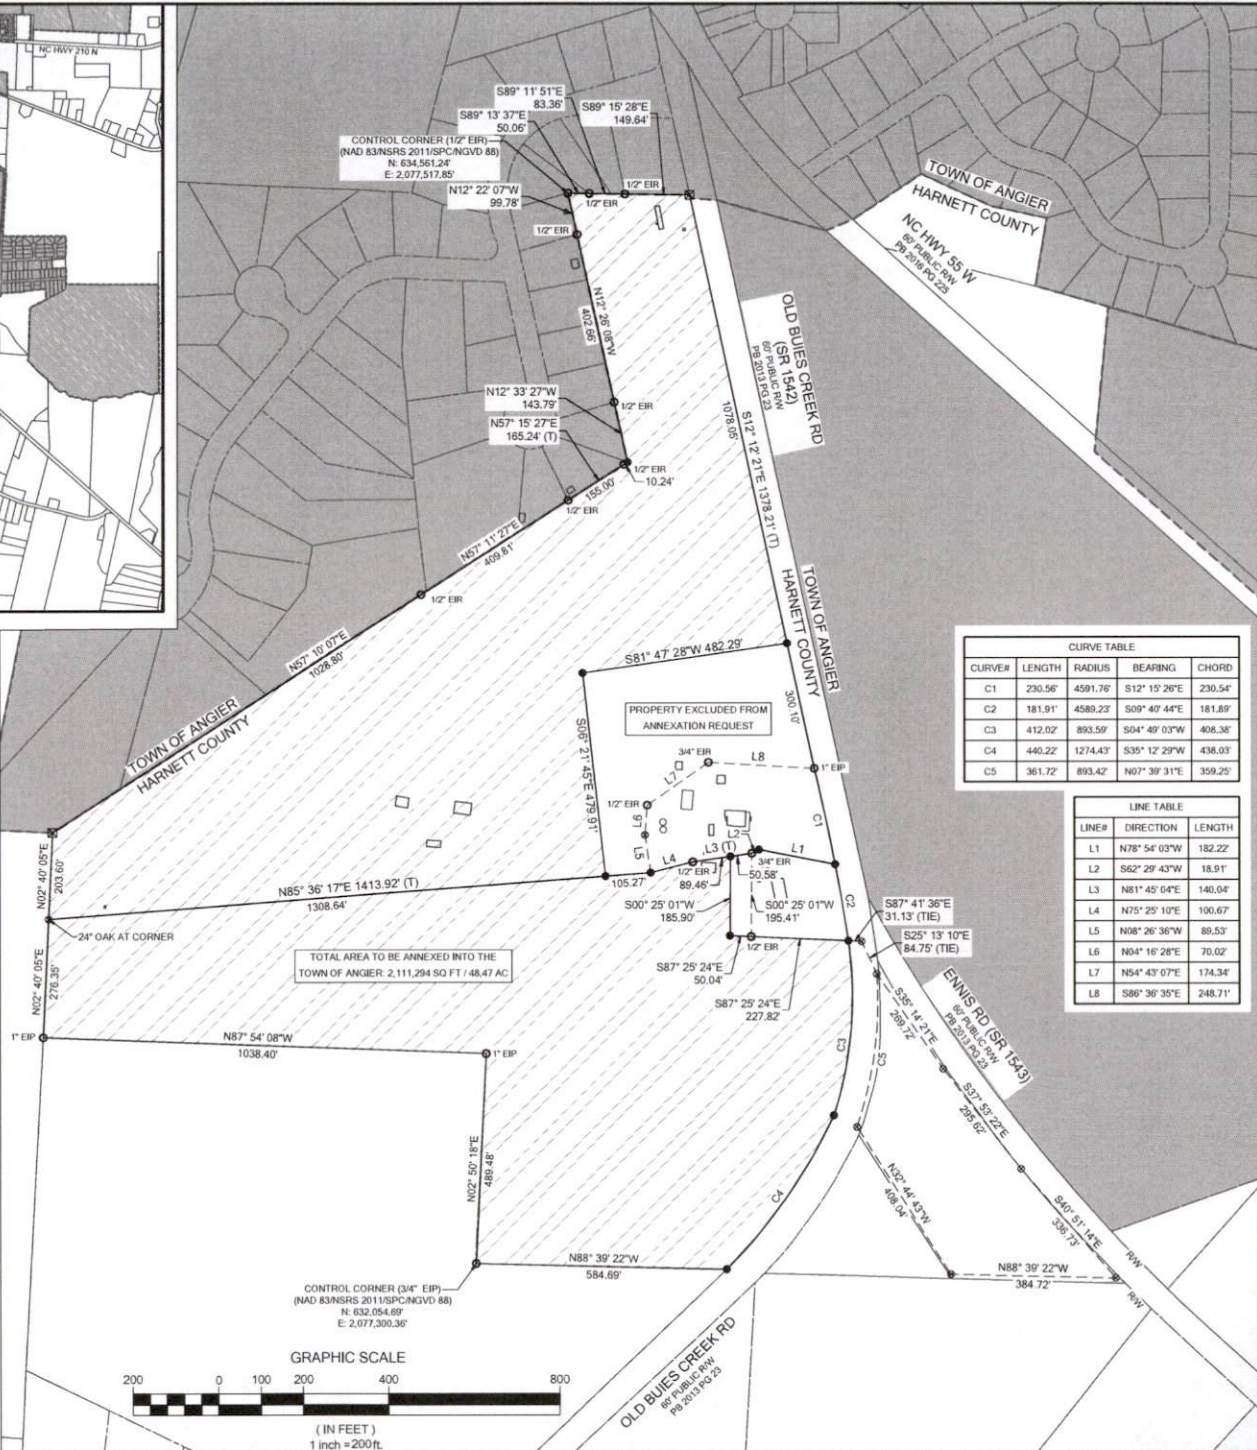 NC HWY 210 N
S89° 11' 51"E
83.36'
S89° 13' 37"E
50.06'
S89° 15' 28"E
149.64'
CONTROL CORNER (1/2" EIR)
(NAD 83/NSRS 2011/SPC/NGVD 88)
N: 634,561.24'
E: 2,077,517.85'
N12° 22' 07"W
99.78'
1/2" EIR
1/2" EIR
1/2" EIR
TOWN OF ANGIER
HARNETT COUNTY
NC HWY 55 W
60' PUBLIC R/W
PB 2016 PG 225
N12° 26' 08"W
402.66'
OLD BUIES CREEK RD
(SR 1542)
60' PUBLIC R/W
PB 2013 PG 23
N12° 33' 27"W
143.79'
1/2" EIR
N57° 15' 27"E
165.24' (T)
1/2" EIR
10.24'
155.00'
1/2" EIR
S12° 12' 21"E 1378.21' (T)
1078.05'
N57° 11' 27"E
409.81'
1/2" EIR
TOWN OF ANGIER
HARNETT COUNTY
N57° 10' 07"E
1028.80'
TOWN OF ANGIER
HARNETT COUNTY
S81° 47' 28"W 482.29'
300.10'
PROPERTY EXCLUDED FROM
ANNEXATION REQUEST
S06° 21' 45"E 479.91'
3/4" EIR
L8
1" EIP
L7
1/2" EIR
L6
L5
L4
L3 (T)
L2
L1
C1
3/4" EIR
1/2" EIR
89.46'
50.58'
105.27'
S00° 25' 01"W
185.90'
S00° 25' 01"W
195.41'
C2
S87° 41' 36"E
31.13' (TIE)
S25° 13' 10"E
84.75' (TIE)
1/2" EIR
S87° 25' 24"E
50.04'
S87° 25' 24"E
227.82'
N02° 40' 05"E
203.60'
N85° 36' 17"E 1413.92' (T)
1308.64'
24" OAK AT CORNER
N02° 40' 05"E
276.35'
TOTAL AREA TO BE ANNEXED INTO THE
TOWN OF ANGIER: 2,111,294 SQ FT / 48.47 AC
1" EIP
N87° 54' 08"W
1038.40'
1" EIP
N02° 50' 18"E
489.48'
C3
C5
C4
S35° 14' 21"E
269.72'
ENNIS RD (SR 1543)
60' PUBLIC R/W
PB 2013 PG 23
S37° 53' 22"E
295.62'
N32° 44' 43"W
408.04'
S40° 51' 14"E
336.73'
N88° 39' 22"W
384.72'
R/W
R/W
N88° 39' 22"W
584.69'
CONTROL CORNER (3/4" EIP)
(NAD 83/NSRS 2011/SPC/NGVD 88)
N: 632,054.69'
E: 2,077,300.36'
OLD BUIES CREEK RD
60' PUBLIC R/W
PB 2013 PG 23
CURVE TABLE
CURVE# LENGTH RADIUS BEARING CHORD
C1 230.56' 4591.76' S12° 15' 26"E 230.54'
C2 181.91' 4589.23' S09° 40' 44"E 181.89'
C3 412.02' 893.59' S04° 49' 03"W 408.38'
C4 440.22' 1274.43' S35° 12' 29"W 438.03'
C5 361.72' 893.42' N07° 39' 31"E 359.25'
LINE TABLE
LINE# DIRECTION LENGTH
L1 N78° 54' 03"W 182.22'
L2 S62° 29' 43"W 18.91'
L3 N81° 45' 04"E 140.04'
L4 N75° 25' 10"E 100.67'
L5 N08° 26' 36"W 89.53'
L6 N04° 16' 28"E 70.02'
L7 N54° 43' 07"E 174.34'
L8 S86° 36' 35"E 248.71'
GRAPHIC SCALE
200 0 100 200 400 800
( IN FEET )
1 inch = 200 ft.